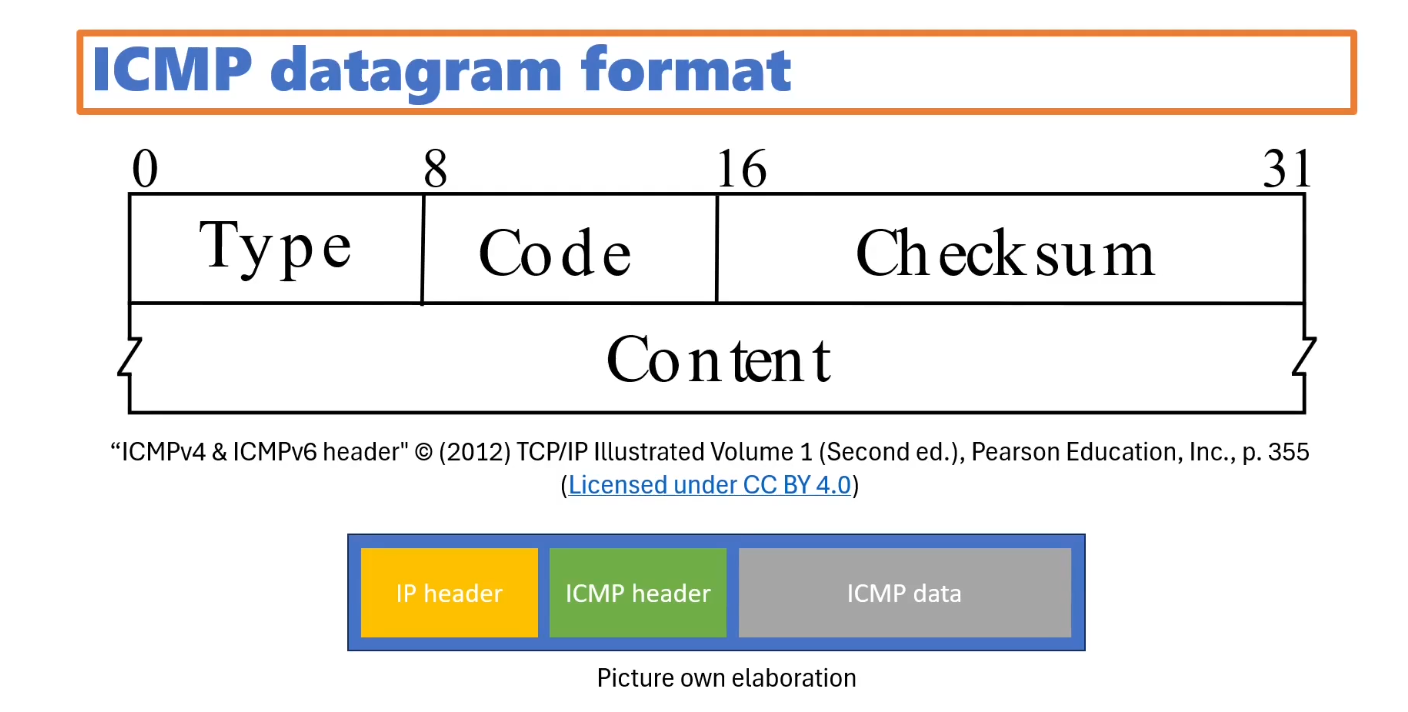 ICMP datagram format
0 8 16 31
Type Code Checksum
Content
“ICMPv4 & ICMPv6 header" © (2012) TCP/IP Illustrated Volume 1 (Second ed.), Pearson Education, Inc., p. 355
(Licensed under CC BY 4.0)
IP header ICMP header ICMP data
Picture own elaboration